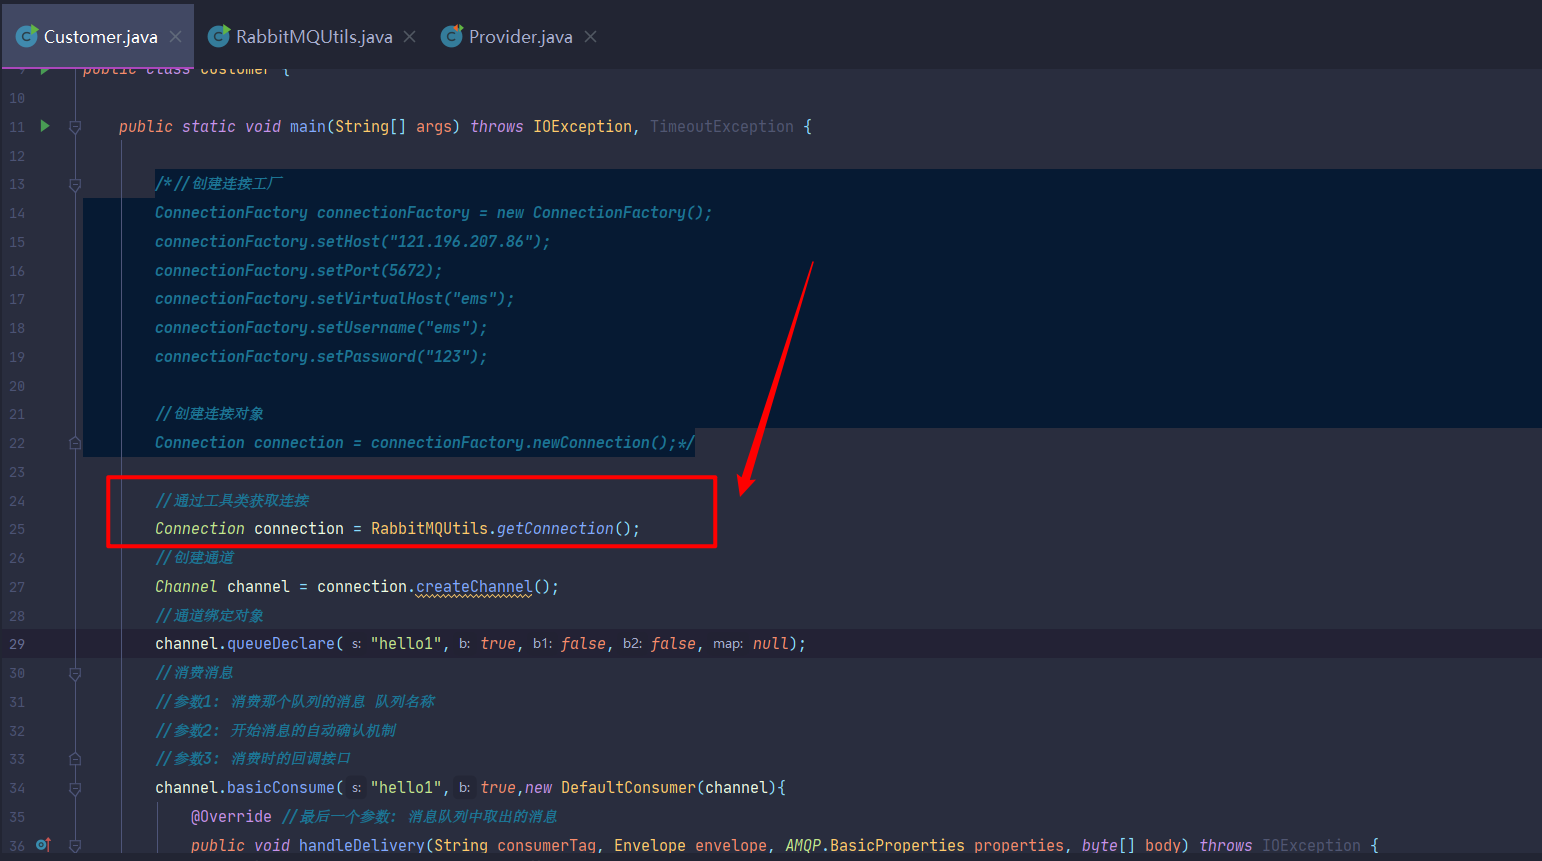 Customer.java RabbitMQUtils.java Provider.java
9 public class Customer {
10
11 public static void main(String[] args) throws IOException, TimeoutException {
12
13 /*//创建连接工厂
14 ConnectionFactory connectionFactory = new ConnectionFactory();
15 connectionFactory.setHost("121.196.207.86");
16 connectionFactory.setPort(5672);
17 connectionFactory.setVirtualHost("ems");
18 connectionFactory.setUsername("ems");
19 connectionFactory.setPassword("123");
20
21 //创建连接对象
22 Connection connection = connectionFactory.newConnection();*/
23
24 //通过工具类获取连接
25 Connection connection = RabbitMQUtils.getConnection();
26 //创建通道
27 Channel channel = connection.createChannel();
28 //通道绑定对象
29 channel.queueDeclare( s: "hello1", b: true, b1: false, b2: false, map: null);
30 //消费消息
31 //参数1: 消费那个队列的消息 队列名称
32 //参数2: 开始消息的自动确认机制
33 //参数3: 消费时的回调接口
34 channel.basicConsume( s: "hello1", b: true,new DefaultConsumer(channel){
35 @Override //最后一个参数: 消息队列中取出的消息
36 public void handleDelivery(String consumerTag, Envelope envelope, AMQP.BasicProperties properties, byte[] body) throws IOException {